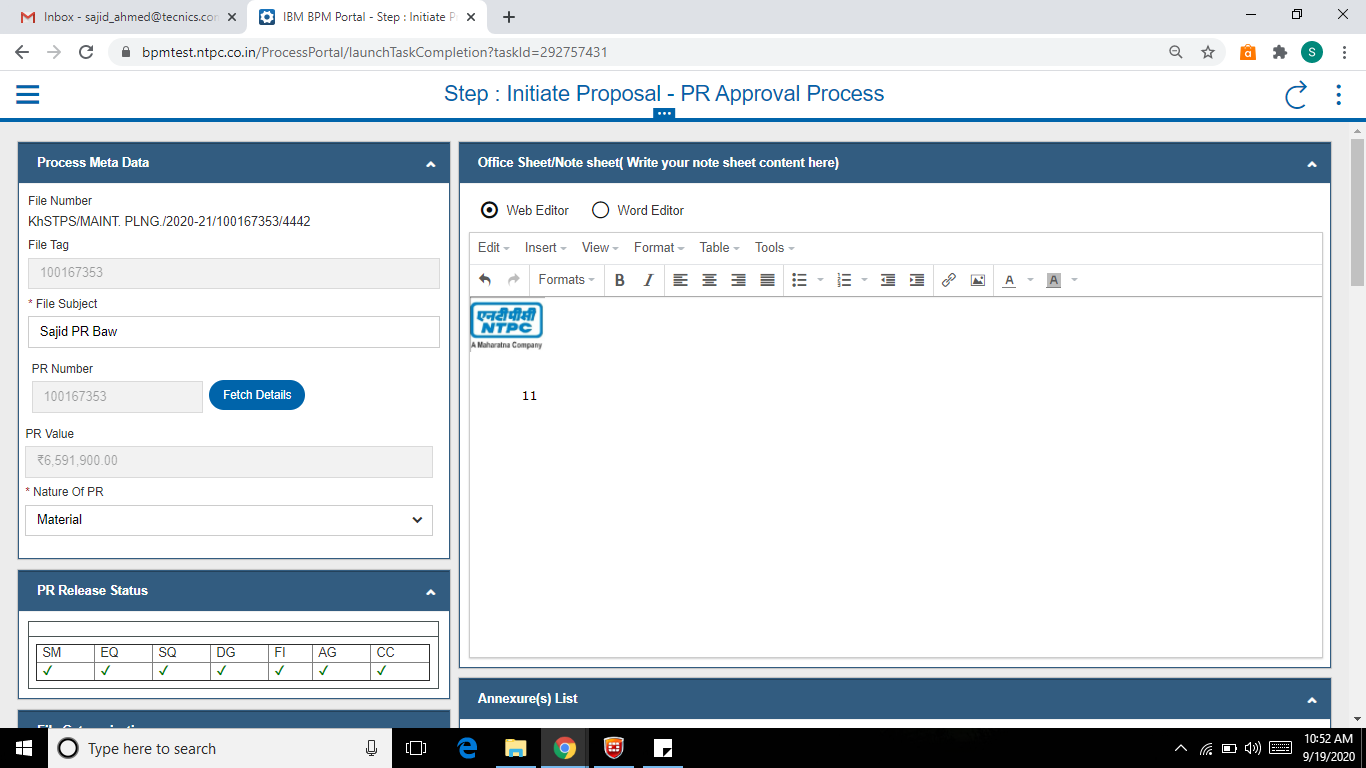 Inbox - sajid_ahmed@tecnics.con
IBM BPM Portal - Step : Initiate P
bpmtest.ntpc.co.in/ProcessPortal/launchTaskCompletion?taskId=292757431
S
Step : Initiate Proposal - PR Approval Process
Process Meta Data
File Number
KhSTPS/MAINT. PLNG./2020-21/100167353/4442
File Tag
100167353
* File Subject
Sajid PR Baw
PR Number
100167353 Fetch Details
PR Value
₹6,591,900.00
* Nature Of PR
Material
PR Release Status
SM EQ SQ DG FI AG CC
✓ ✓ ✓ ✓ ✓ ✓ ✓
Office Sheet/Note sheet( Write your note sheet content here)
Web Editor Word Editor
Edit Insert View Format Table Tools
Formats B I A A
एनटीपीसी
NTPC
A Maharatna Company
11
Annexure(s) List
Type here to search
10:52 AM
9/19/2020